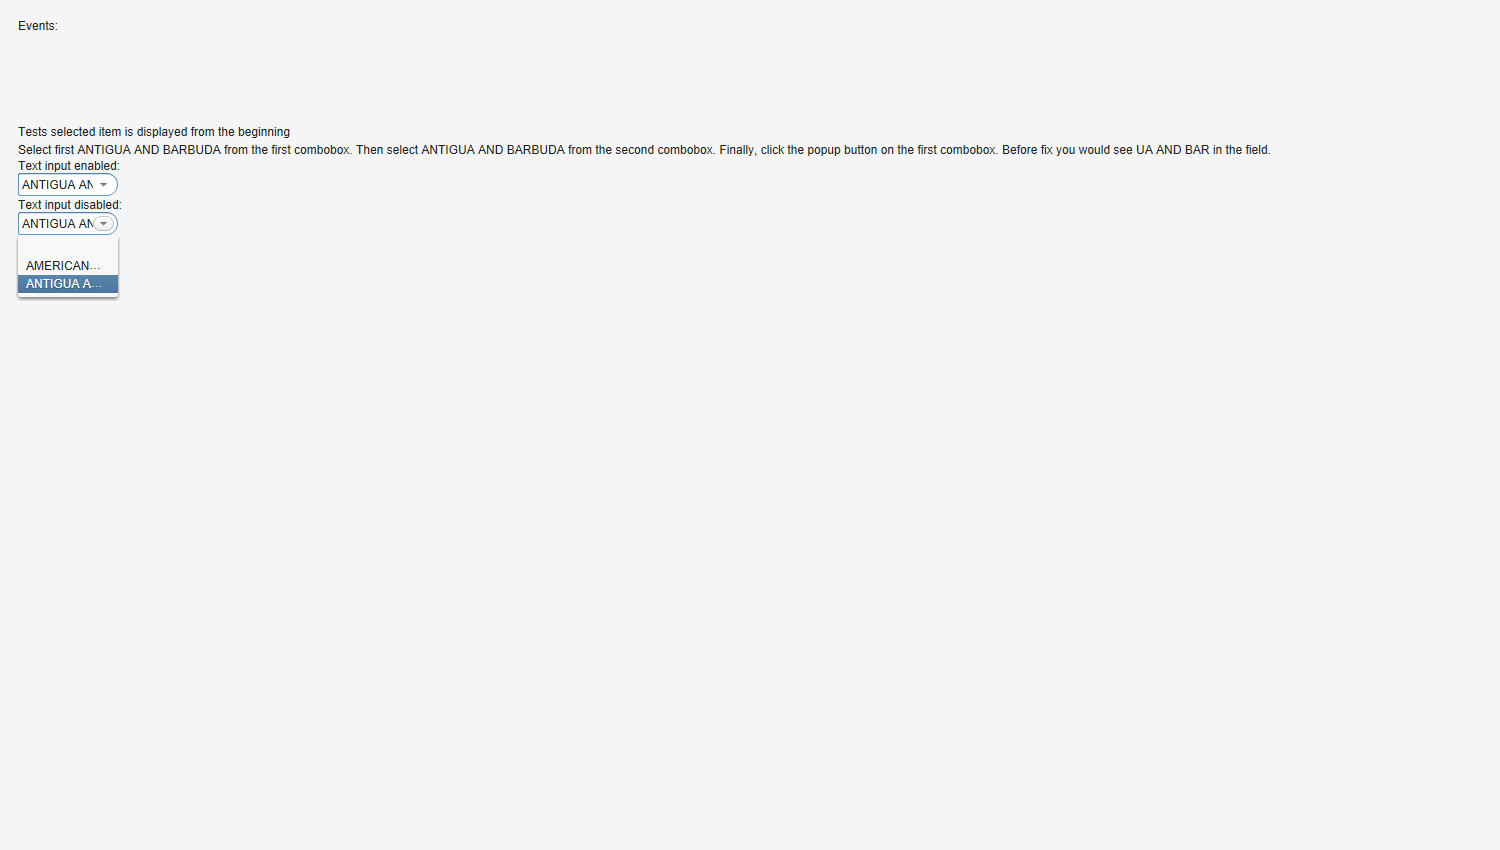 Events:
Tests selected item is displayed from the beginning
Select first ANTIGUA AND BARBUDA from the first combobox. Then select ANTIGUA AND BARBUDA from the second combobox. Finally, click the popup button on the first combobox. Before fix you would see UA AND BAR in the field.
Text input enabled:
ANTIGUA AN
Text input disabled:
ANTIGUA AN
AMERICAN...
ANTIGUA A...